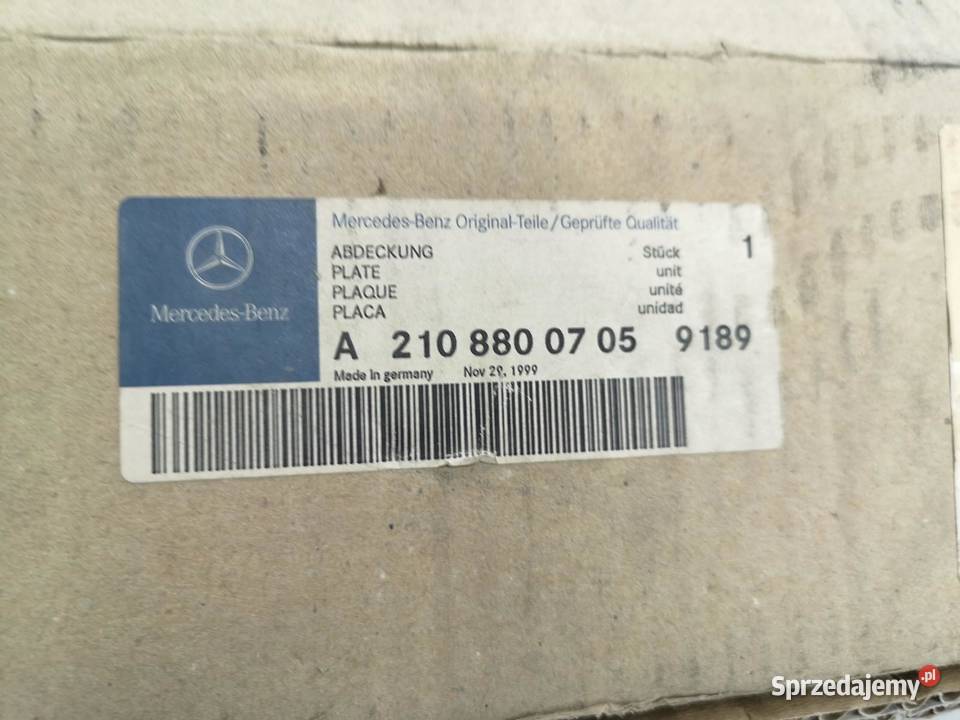 Mercedes-Benz Original-Teile/Geprüfte Qualität
ABDECKUNG Stück 1
PLATE unit
PLAQUE unité
PLACA unidad
Mercedes-Benz
A 210 880 07 05 9189
Made in germany Nov 29, 1999
Sprzedajemy.pl